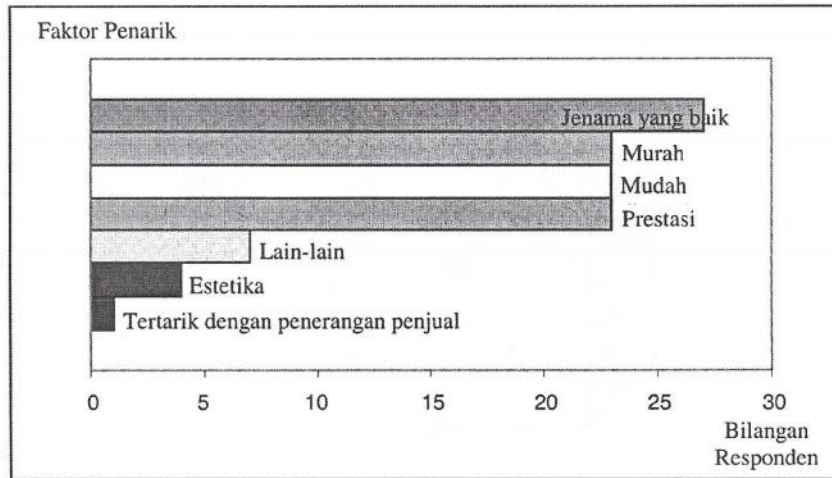 Faktor Penarik
Jenama yang baik
Murah
Mudah
Prestasi
Lain-lain
Estetika
Tertarik dengan penerangan penjual
0 5 10 15 20 25 30
Bilangan
Responden